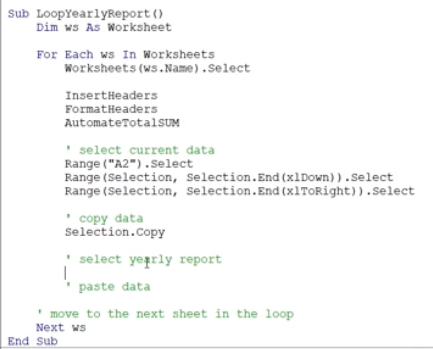 Sub LoopYearlyReport()
Dim ws As Worksheet
For Each ws In Worksheets
Worksheets(ws.Name).Select
InsertHeaders
FormatHeaders
AutomateTotalSUM
' select current data
Range("A2").Select
Range(Selection, Selection.End(xlDown)).Select
Range(Selection, Selection.End(xlToRight)).Select
' copy data
Selection.Copy
' select yearly report
' paste data
' move to the next sheet in the loop
Next ws
End Sub